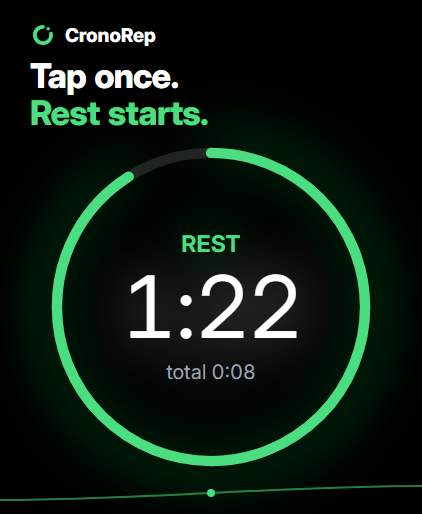 CronoRep
Tap once.
Rest starts.
REST
1:22
total 0:08